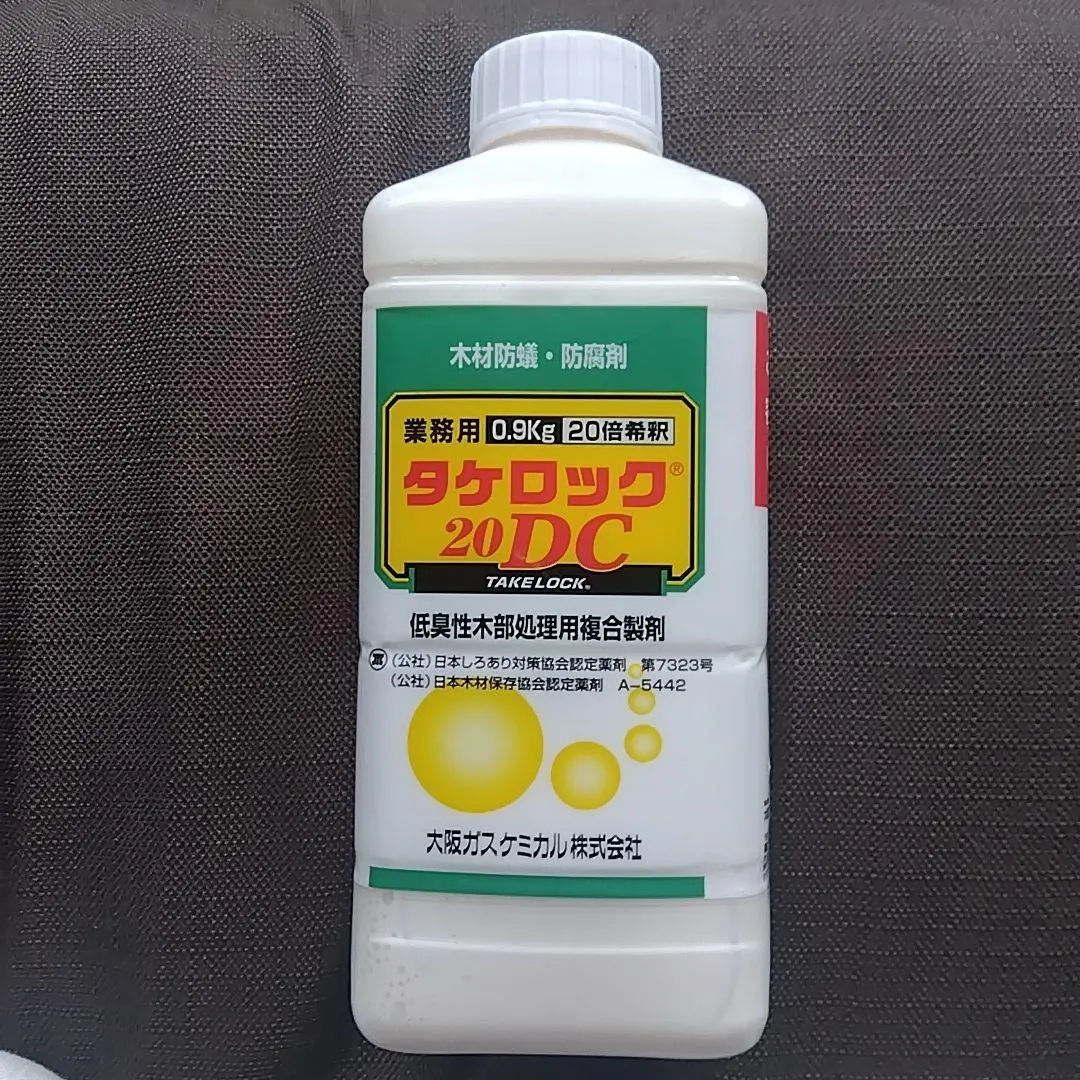 木材防蟻・防腐剤
業務用 0.9Kg 20倍希釈
タケロック®
20DC
TAKELOCK®
低臭性木部処理用複合製剤
(公社)日本しろあり対策協会認定薬剤 第7323号
(公社)日本木材保存協会認定薬剤 A-5442
大阪ガスケミカル株式会社